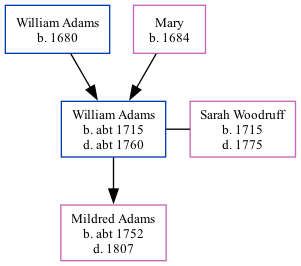 William Adams
b. 1680
Mary
b. 1684
William Adams
b. abt 1715
d. abt 1760
Sarah Woodruff
b. 1715
d. 1775
Mildred Adams
b. abt 1752
d. 1807